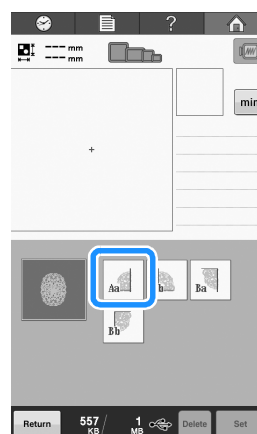 ?
--- mm
--- mm
min
Aa
b
Ba
Bb
Return
557 KB/
1 MB
Delete
Set